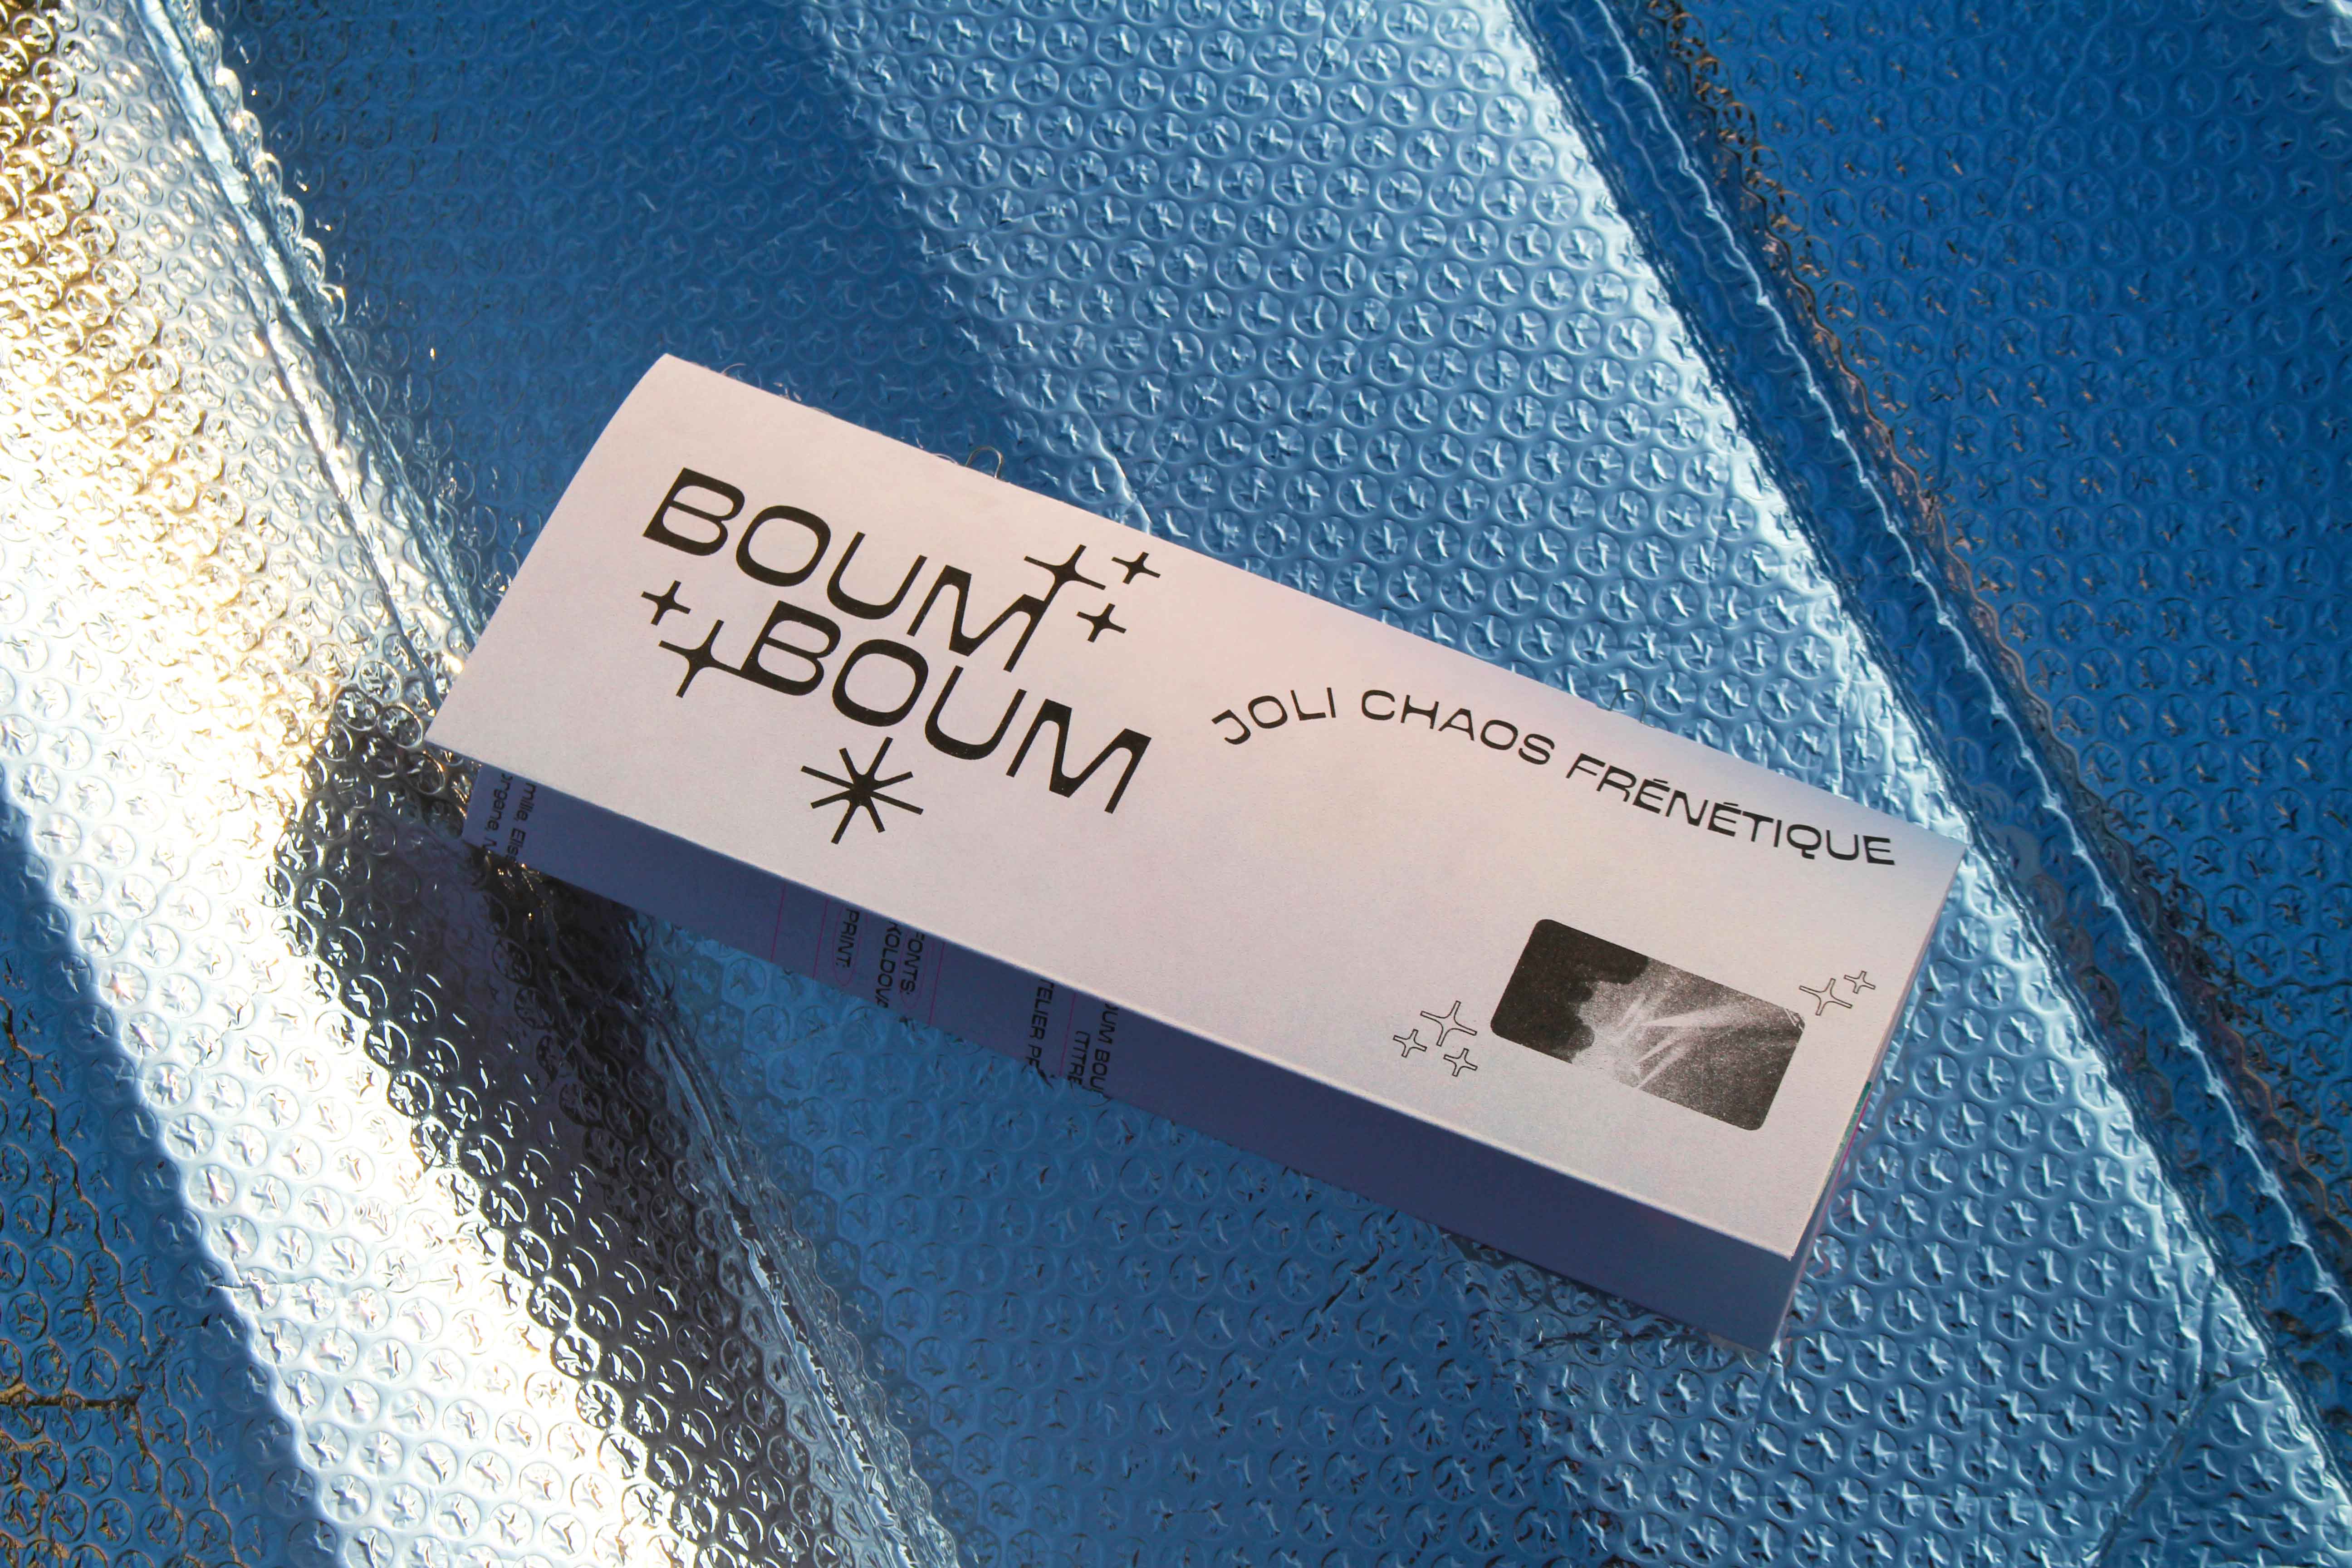 BOUM
BOUM
JOLI CHAOS FRÉNÉTIQUE
PRINT:
FONTS: